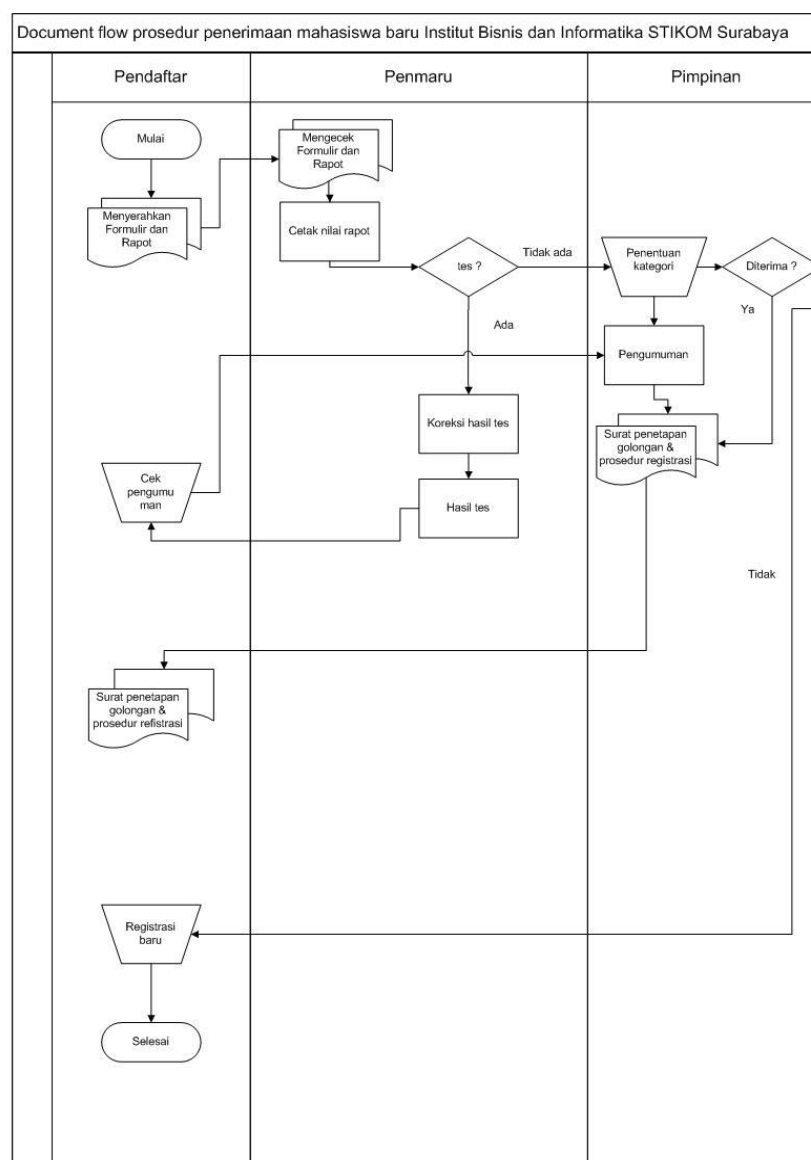 Document flow prosedur penerimaan mahasiswa baru Institut Bisnis dan Informatika STIKOM Surabaya
Pendaftar
Penmaru
Pimpinan
Mulai
Mengecek
Formulir dan
Rapot
Menyerahkan
Formulir dan
Rapot
Cetak nilai rapot
tes ?
Tidak ada
Penentuan
kategori
Diterima ?
Ya
Ada
Pengumuman
Koreksi hasil tes
Surat penetapan
golongan &
prosedur registrasi
Cek
pengumu
man
Hasil tes
Tidak
Surat penetapan
golongan &
prosedur refistrasi
Registrasi
baru
Selesai